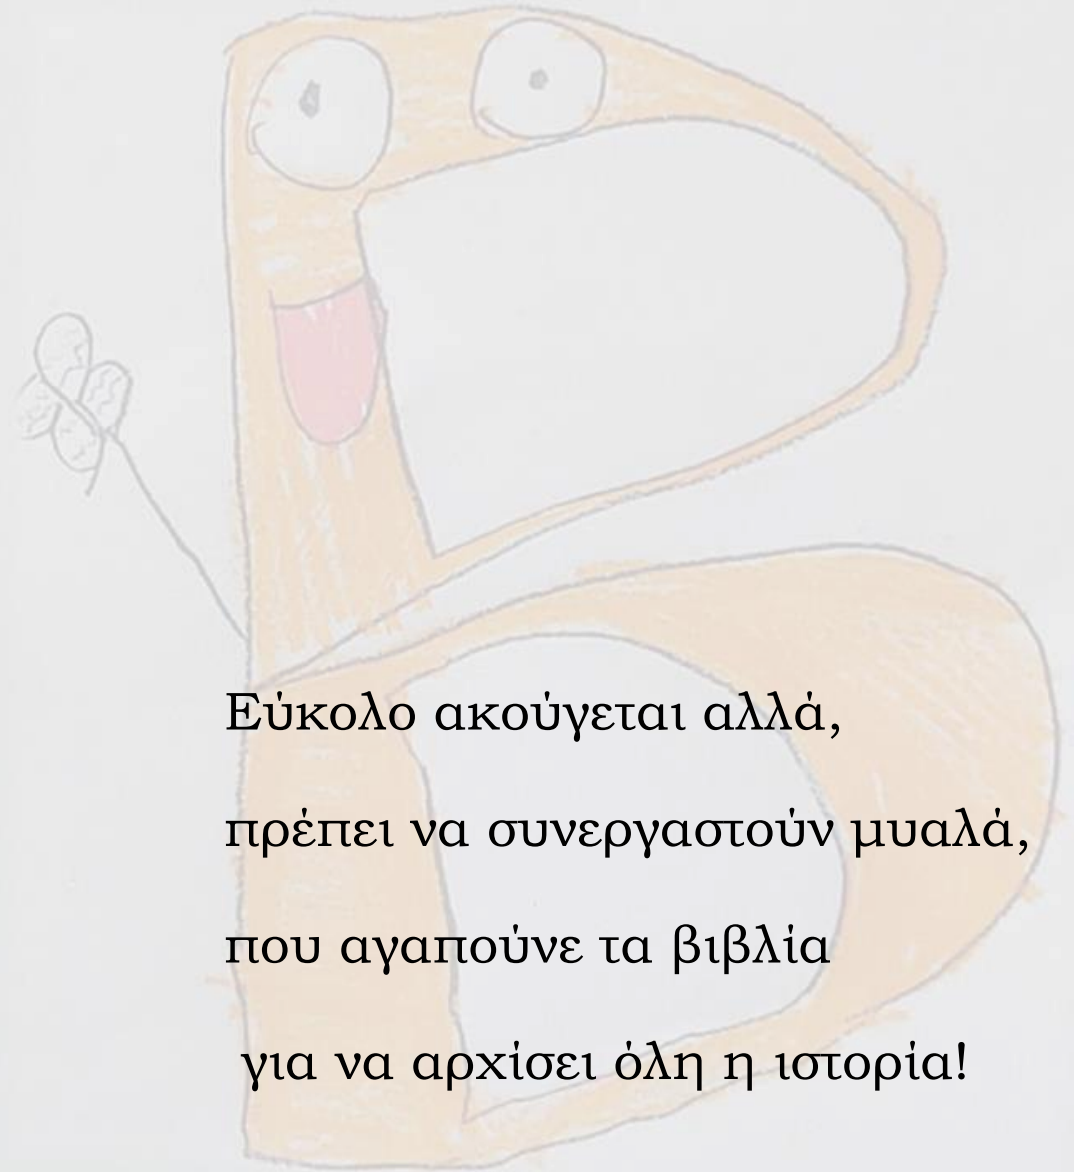 Εύκολο ακούγεται αλλά,
πρέπει να συνεργαστούν μυαλά,
που αγαπούνε τα βιβλία
για να αρχίσει όλη η ιστορία!